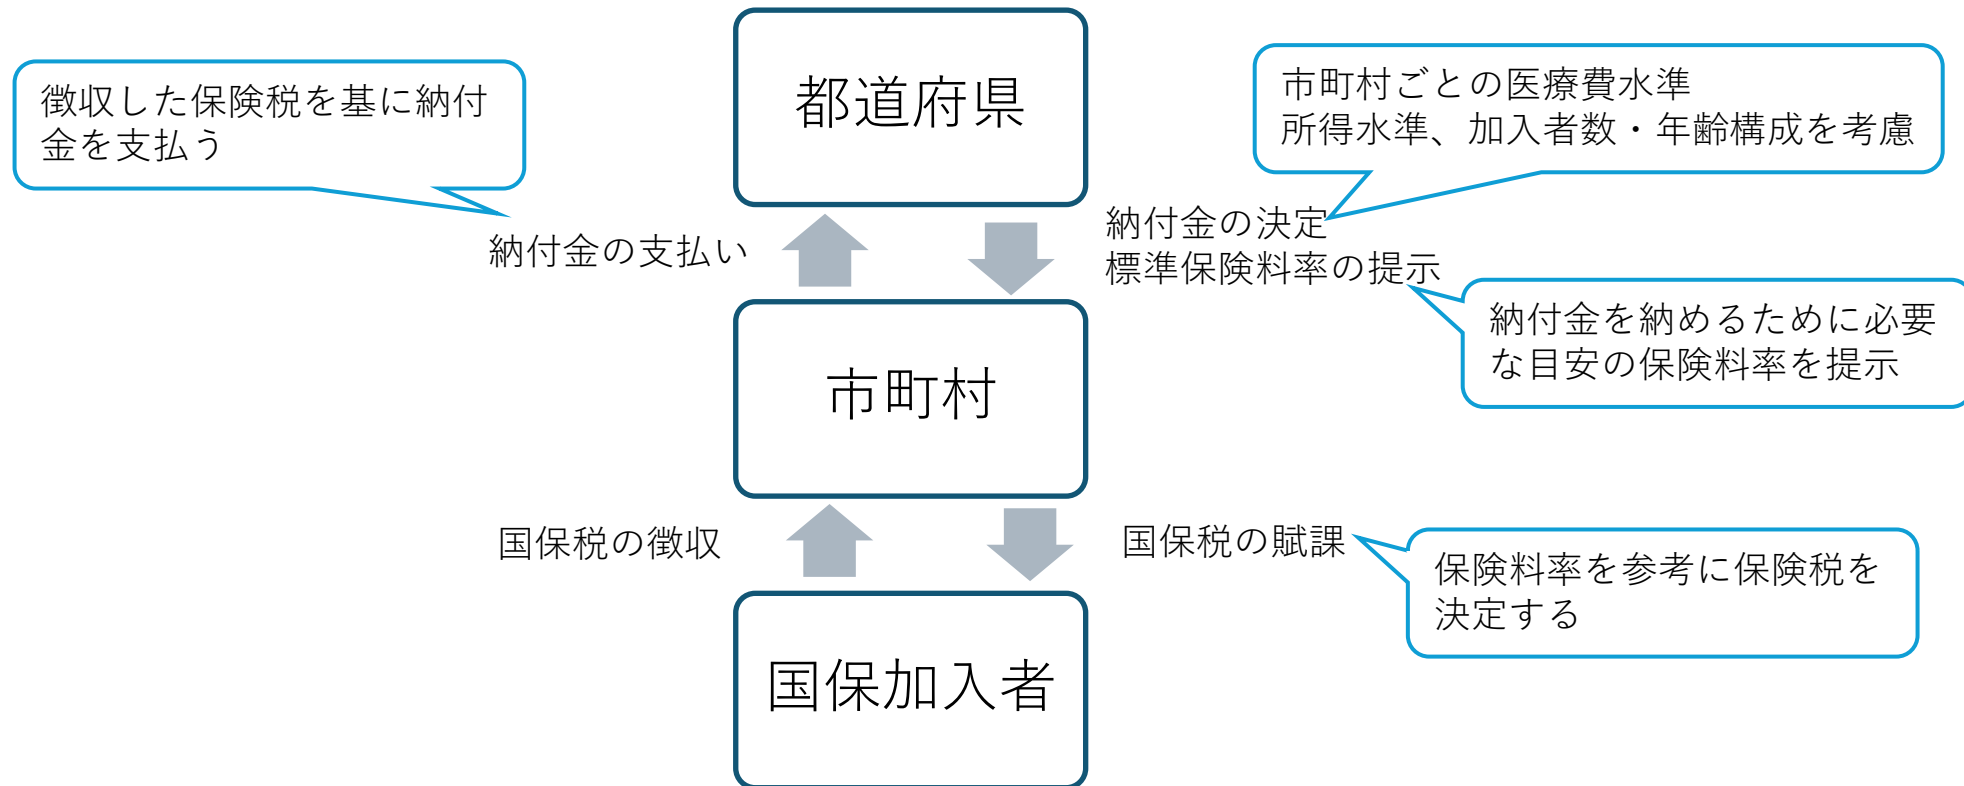 都道府県
徴収した保険税を基に納付
金を支払う
市町村ごとの医療費水準
所得水準、加入者数・年齢構成を考慮
納付金の支払い
納付金の決定
標準保険料率の提示
納付金を納めるために必要
な目安の保険料率を提示
市町村
国保税の徴収
国保税の賦課
保険料率を参考に保険税を
決定する
国保加入者